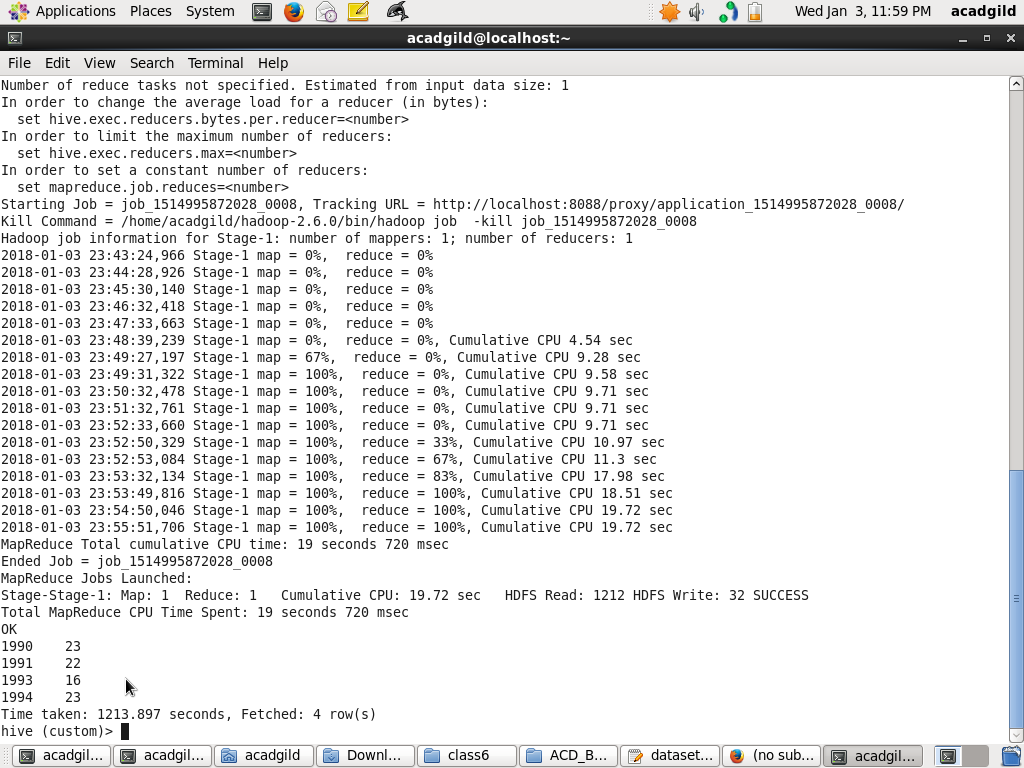 Applications Places System Wed Jan 3, 11:59 PM acadgild
acadgild@localhost:~
File Edit View Search Terminal Help
Number of reduce tasks not specified. Estimated from input data size: 1
In order to change the average load for a reducer (in bytes):
  set hive.exec.reducers.bytes.per.reducer=<number>
In order to limit the maximum number of reducers:
  set hive.exec.reducers.max=<number>
In order to set a constant number of reducers:
  set mapreduce.job.reduces=<number>
Starting Job = job_1514995872028_0008, Tracking URL = http://localhost:8088/proxy/application_1514995872028_0008/
Kill Command = /home/acadgild/hadoop-2.6.0/bin/hadoop job  -kill job_1514995872028_0008
Hadoop job information for Stage-1: number of mappers: 1; number of reducers: 1
2018-01-03 23:43:24,966 Stage-1 map = 0%,  reduce = 0%
2018-01-03 23:44:28,926 Stage-1 map = 0%,  reduce = 0%
2018-01-03 23:45:30,140 Stage-1 map = 0%,  reduce = 0%
2018-01-03 23:46:32,418 Stage-1 map = 0%,  reduce = 0%
2018-01-03 23:47:33,663 Stage-1 map = 0%,  reduce = 0%
2018-01-03 23:48:39,239 Stage-1 map = 0%,  reduce = 0%, Cumulative CPU 4.54 sec
2018-01-03 23:49:27,197 Stage-1 map = 67%,  reduce = 0%, Cumulative CPU 9.28 sec
2018-01-03 23:49:31,322 Stage-1 map = 100%,  reduce = 0%, Cumulative CPU 9.58 sec
2018-01-03 23:50:32,478 Stage-1 map = 100%,  reduce = 0%, Cumulative CPU 9.71 sec
2018-01-03 23:51:32,761 Stage-1 map = 100%,  reduce = 0%, Cumulative CPU 9.71 sec
2018-01-03 23:52:33,660 Stage-1 map = 100%,  reduce = 0%, Cumulative CPU 9.71 sec
2018-01-03 23:52:50,329 Stage-1 map = 100%,  reduce = 33%, Cumulative CPU 10.97 sec
2018-01-03 23:52:53,084 Stage-1 map = 100%,  reduce = 67%, Cumulative CPU 11.3 sec
2018-01-03 23:53:32,134 Stage-1 map = 100%,  reduce = 83%, Cumulative CPU 17.98 sec
2018-01-03 23:53:49,816 Stage-1 map = 100%,  reduce = 100%, Cumulative CPU 18.51 sec
2018-01-03 23:54:50,046 Stage-1 map = 100%,  reduce = 100%, Cumulative CPU 19.72 sec
2018-01-03 23:55:51,706 Stage-1 map = 100%,  reduce = 100%, Cumulative CPU 19.72 sec
MapReduce Total cumulative CPU time: 19 seconds 720 msec
Ended Job = job_1514995872028_0008
MapReduce Jobs Launched:
Stage-Stage-1: Map: 1  Reduce: 1   Cumulative CPU: 19.72 sec   HDFS Read: 1212 HDFS Write: 32 SUCCESS
Total MapReduce CPU Time Spent: 19 seconds 720 msec
OK
1990    23
1991    22
1993    16
1994    23
Time taken: 1213.897 seconds, Fetched: 4 row(s)
hive (custom)>
acadgil... acadgil... acadgild Downl... class6 ACD_B... dataset... (no sub... acadgil...